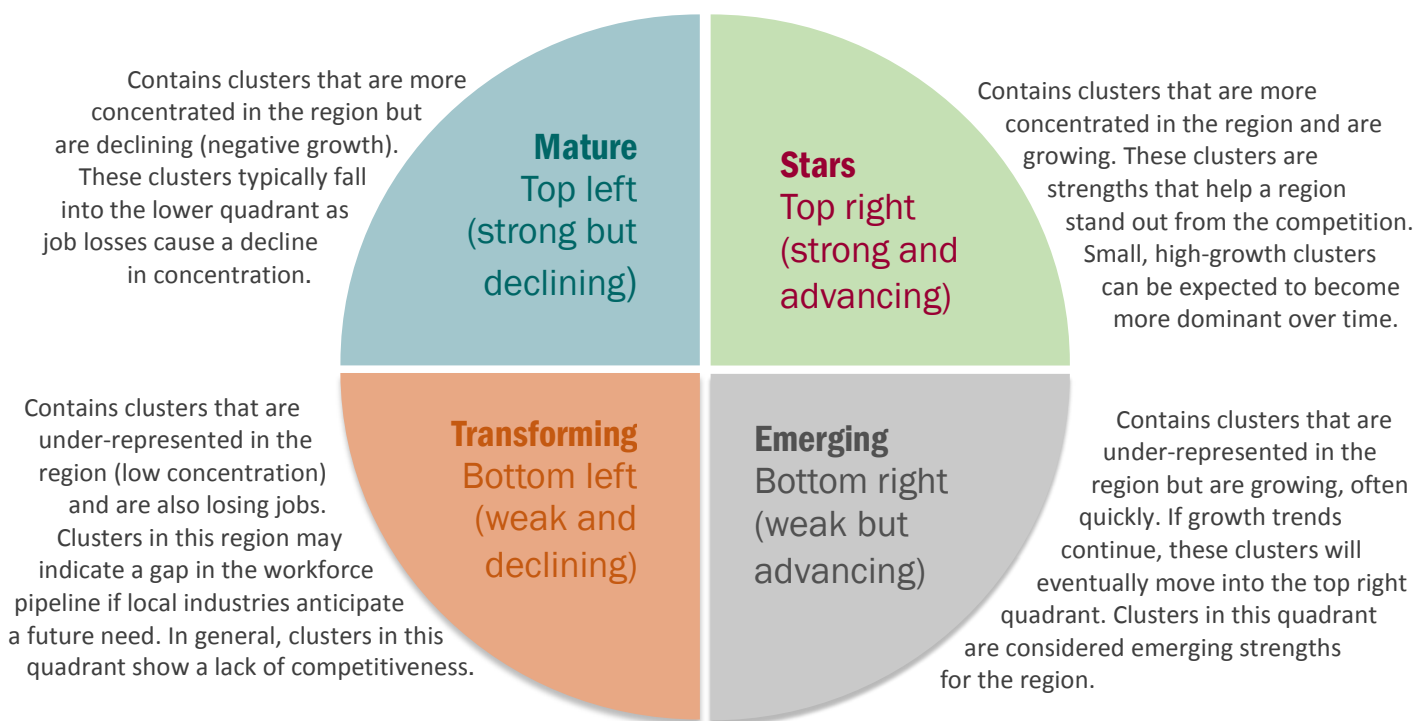 Contains clusters that are more
concentrated in the region but
are declining (negative growth).
These clusters typically fall
into the lower quadrant as
job losses cause a decline
in concentration.
Mature
Top left
(strong but
declining)
Stars
Top right
(strong and
advancing)
Contains clusters that are more
concentrated in the region and are
growing. These clusters are
strengths that help a region
stand out from the competition.
Small, high-growth clusters
can be expected to become
more dominant over time.
Contains clusters that are
under-represented in the
region (low concentration)
and are also losing jobs.
Clusters in this region may
indicate a gap in the workforce
pipeline if local industries anticipate
a future need. In general, clusters in this
quadrant show a lack of competitiveness.
Transforming
Bottom left
(weak and
declining)
Emerging
Bottom right
(weak but
advancing)
Contains clusters that are
under-represented in the
region but are growing, often
quickly. If growth trends
continue, these clusters will
eventually move into the top right
quadrant. Clusters in this quadrant
are considered emerging strengths
for the region.